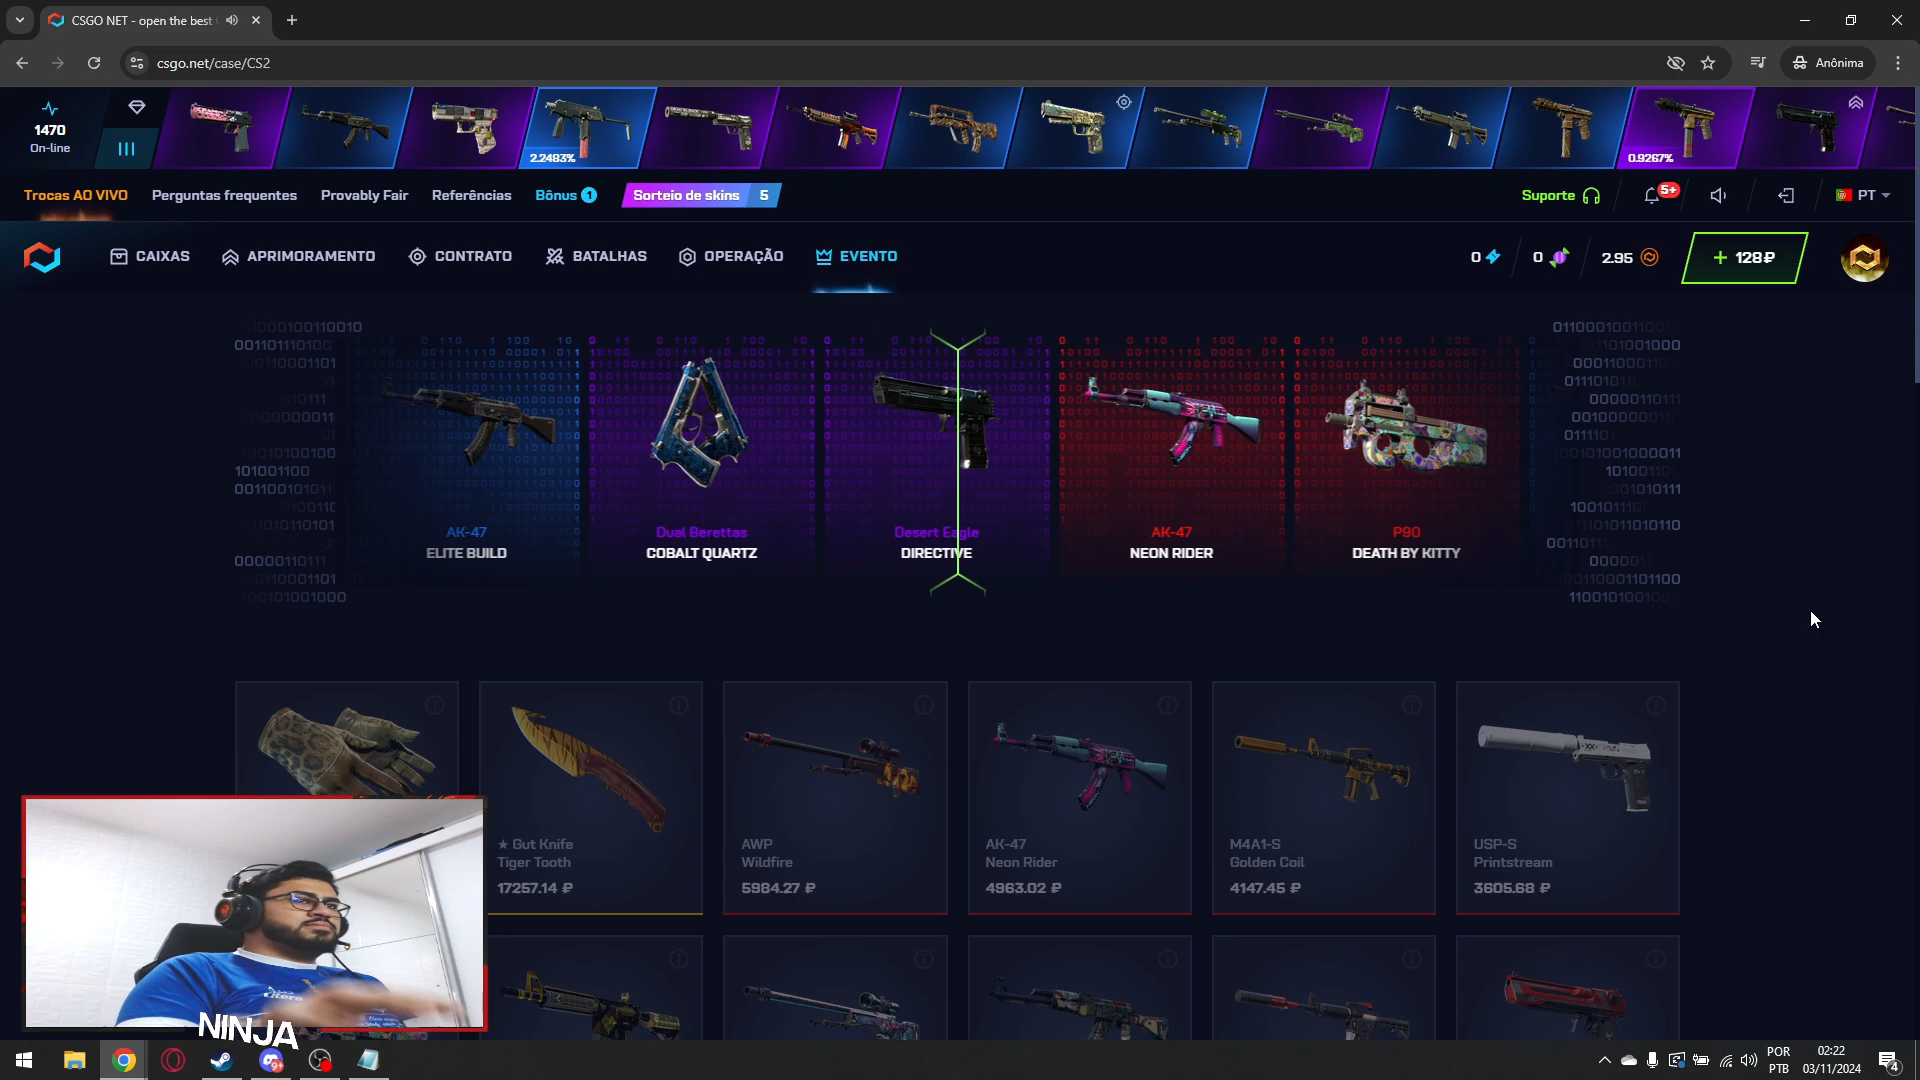 CSGO NET - open the best
csgo.net/case/CS2
Anônima
1470
On-line
2.2483%
0.9267%
Trocas AO VIVO
Perguntas frequentes
Provably Fair
Referências
Bônus 1
Sorteio de skins 5
Suporte
5+
PT
CAIXAS
APRIMORAMENTO
CONTRATO
BATALHAS
OPERAÇÃO
EVENTO
0
0
2.95
+ 128₽
AK-47
ELITE BUILD
Dual Berettas
COBALT QUARTZ
Desert Eagle
DIRECTIVE
AK-47
NEON RIDER
P90
DEATH BY KITTY
★ Gut Knife
Tiger Tooth
17257.14 ₽
AWP
Wildfire
5984.27 ₽
AK-47
Neon Rider
4963.02 ₽
M4A1-S
Golden Coil
4147.45 ₽
USP-S
Printstream
3605.68 ₽
NINJA
9+
POR
PTB
02:22
03/11/2024
4